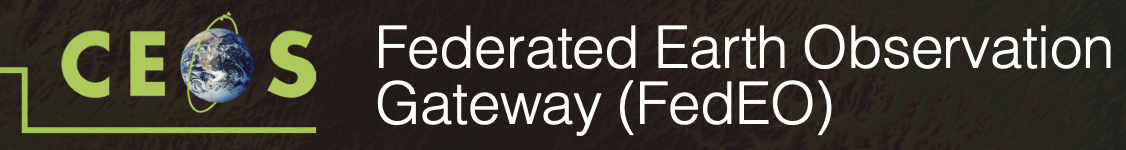 CEOS
Federated Earth Observation
Gateway (FedEO)